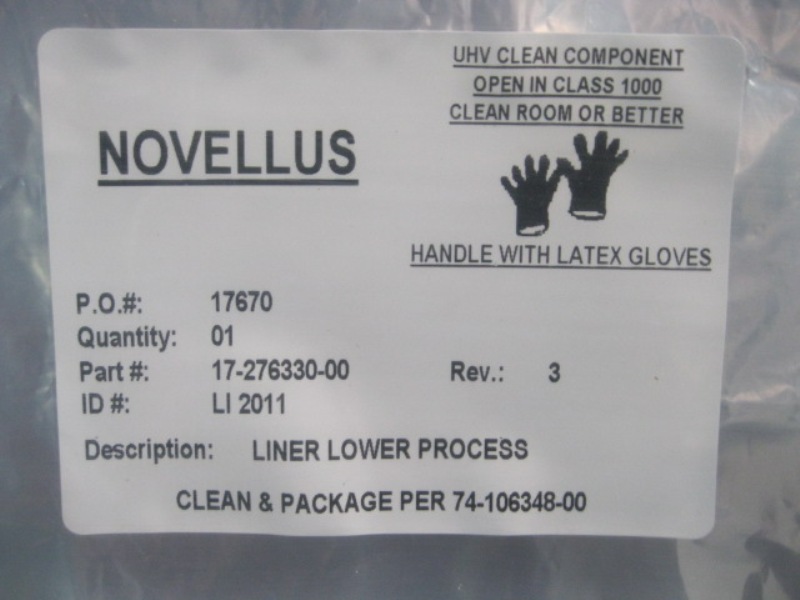 UHV CLEAN COMPONENT
OPEN IN CLASS 1000
CLEAN ROOM OR BETTER
NOVELLUS
HANDLE WITH LATEX GLOVES
P.O.#: 17670
Quantity: 01
Part #: 17-276330-00 Rev.: 3
ID #: LI 2011
Description: LINER LOWER PROCESS
CLEAN & PACKAGE PER 74-106348-00